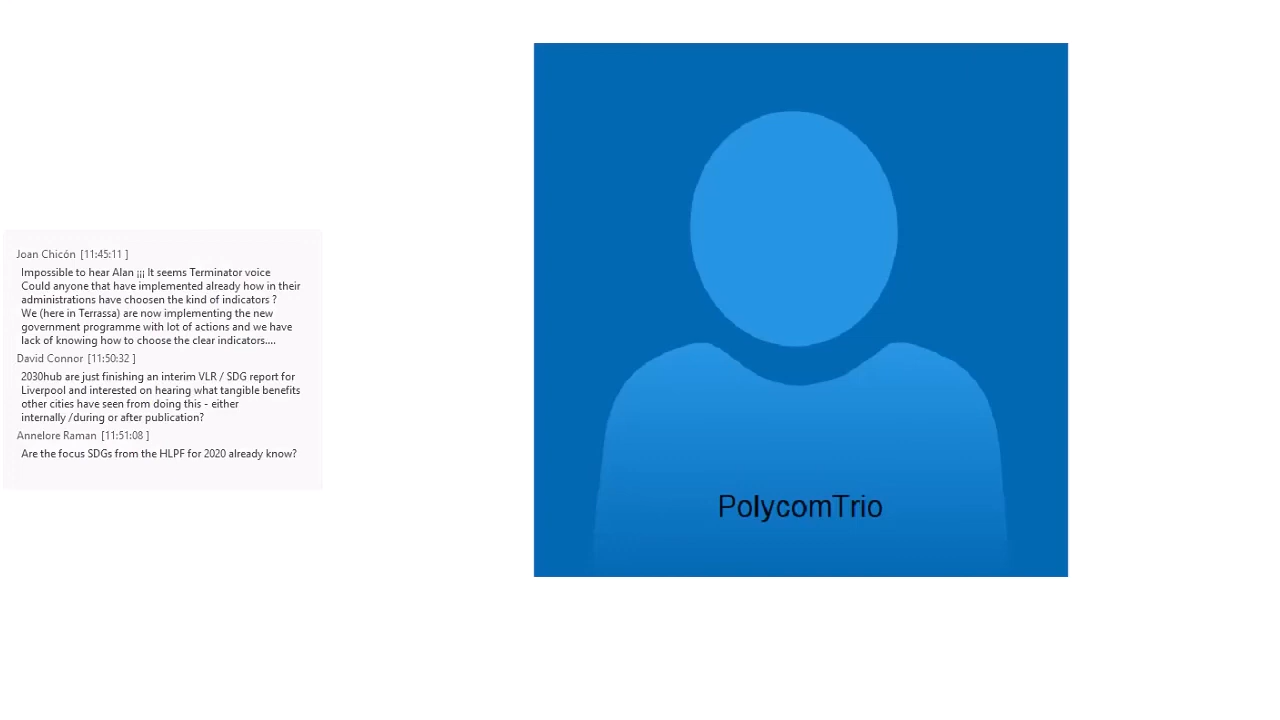 Joan Chicón [11:45:11 ]
Impossible to hear Alan ¡¡¡ It seems Terminator voice
Could anyone that have implemented already how in their
administrations have choosen the kind of indicators ?
We (here in Terrassa) are now implementing the new
government programme with lot of actions and we have
lack of knowing how to choose the clear indicators....
David Connor [11:50:32 ]
2030hub are just finishing an interim VLR / SDG report for
Liverpool and interested on hearing what tangible benefits
other cities have seen from doing this - either
internally /during or after publication?
Annelore Raman [11:51:08 ]
Are the focus SDGs from the HLPF for 2020 already know?
PolycomTrio